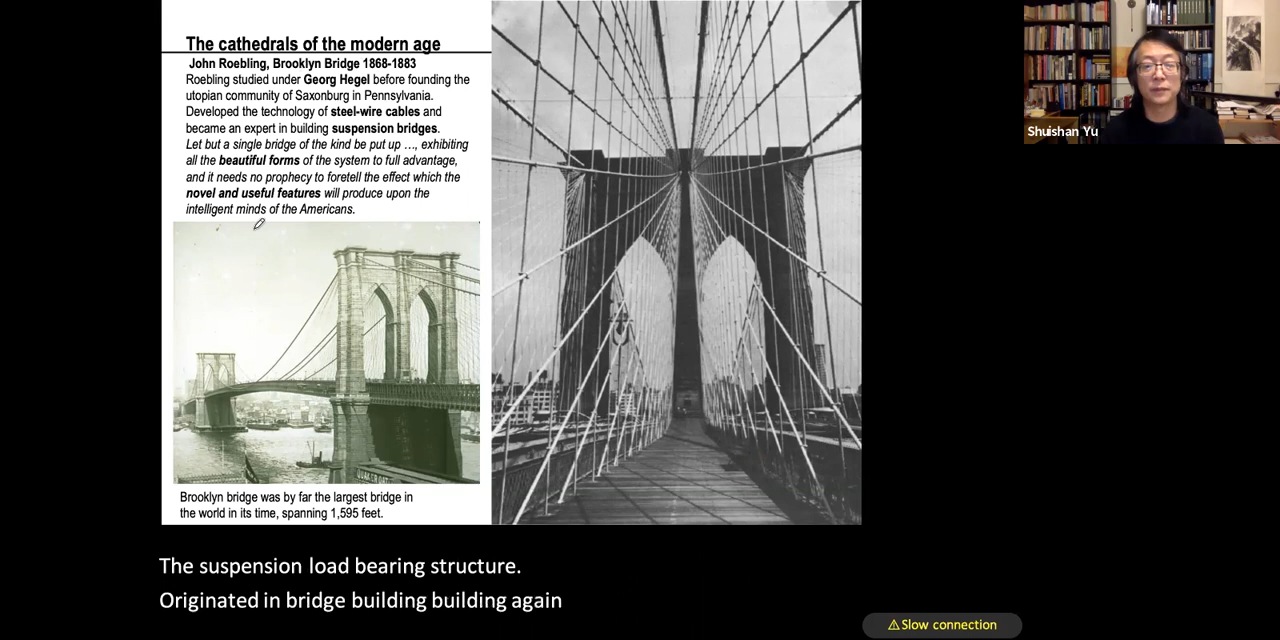 The cathedrals of the modern age
John Roebling, Brooklyn Bridge 1868-1883
Roebling studied under Georg Hegel before founding the
utopian community of Saxonburg in Pennsylvania.
Developed the technology of steel-wire cables and
became an expert in building suspension bridges.
Let but a single bridge of the kind be put up …, exhibiting
all the beautiful forms of the system to full advantage,
and it needs no prophecy to foretell the effect which the
novel and useful features will produce upon the
intelligent minds of the Americans.
Brooklyn bridge was by far the largest bridge in
the world in its time, spanning 1,595 feet.
Shuishan Yu
The suspension load bearing structure.
Originated in bridge building building again
⚠Slow connection